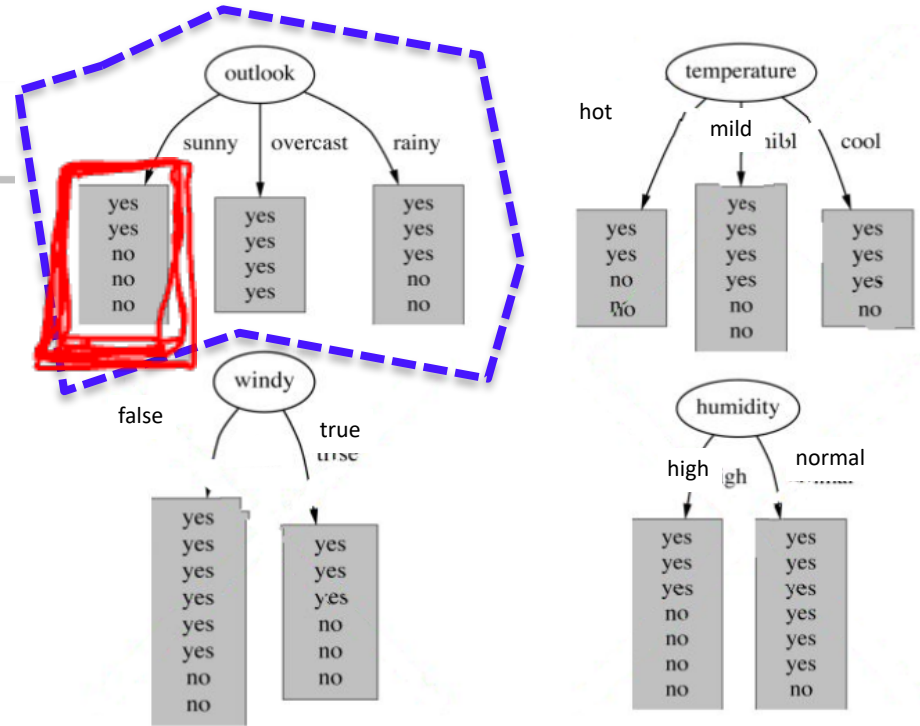 outlook
sunny overcast rainy
yes
yes
no
no
no
yes
yes
yes
yes
yes
yes
yes
no
no
temperature
hot mild cool
yes
yes
no
no
yes
yes
yes
yes
no
no
yes
yes
yes
no
windy
false true
yes
yes
yes
yes
yes
yes
no
no
yes
yes
yes
no
no
no
humidity
high normal
yes
yes
yes
no
no
no
no
yes
yes
yes
yes
yes
yes
no